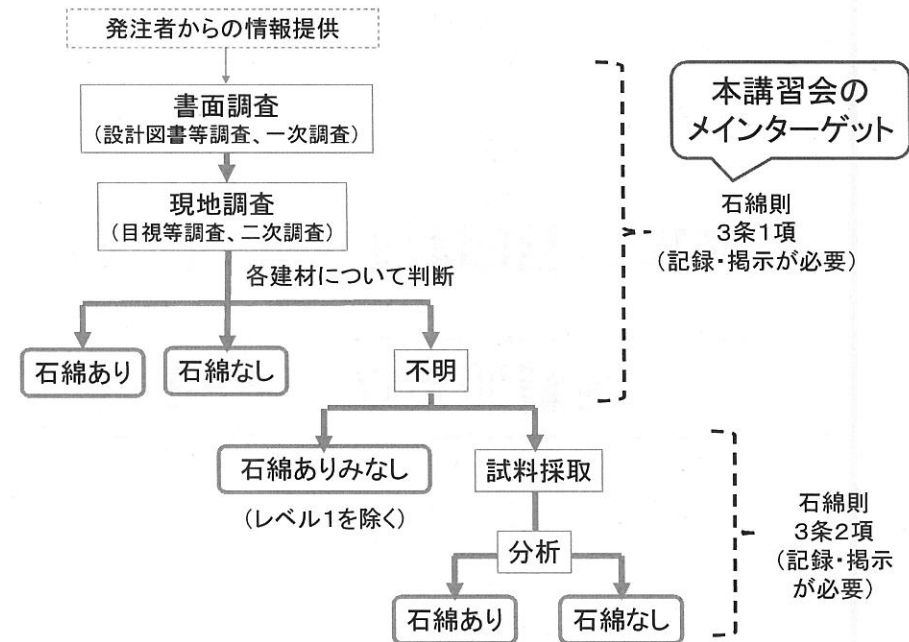 発注者からの情報提供
書面調査
(設計図書等調査、一次調査)
本講習会の
メインターゲット
現地調査
(目視等調査、二次調査)
石綿則
3条1項
(記録・掲示が必要)
各建材について判断
石綿あり
石綿なし
不明
石綿ありみなし
(レベル1を除く)
試料採取
石綿則
3条2項
(記録・掲示
が必要)
分析
石綿あり
石綿なし